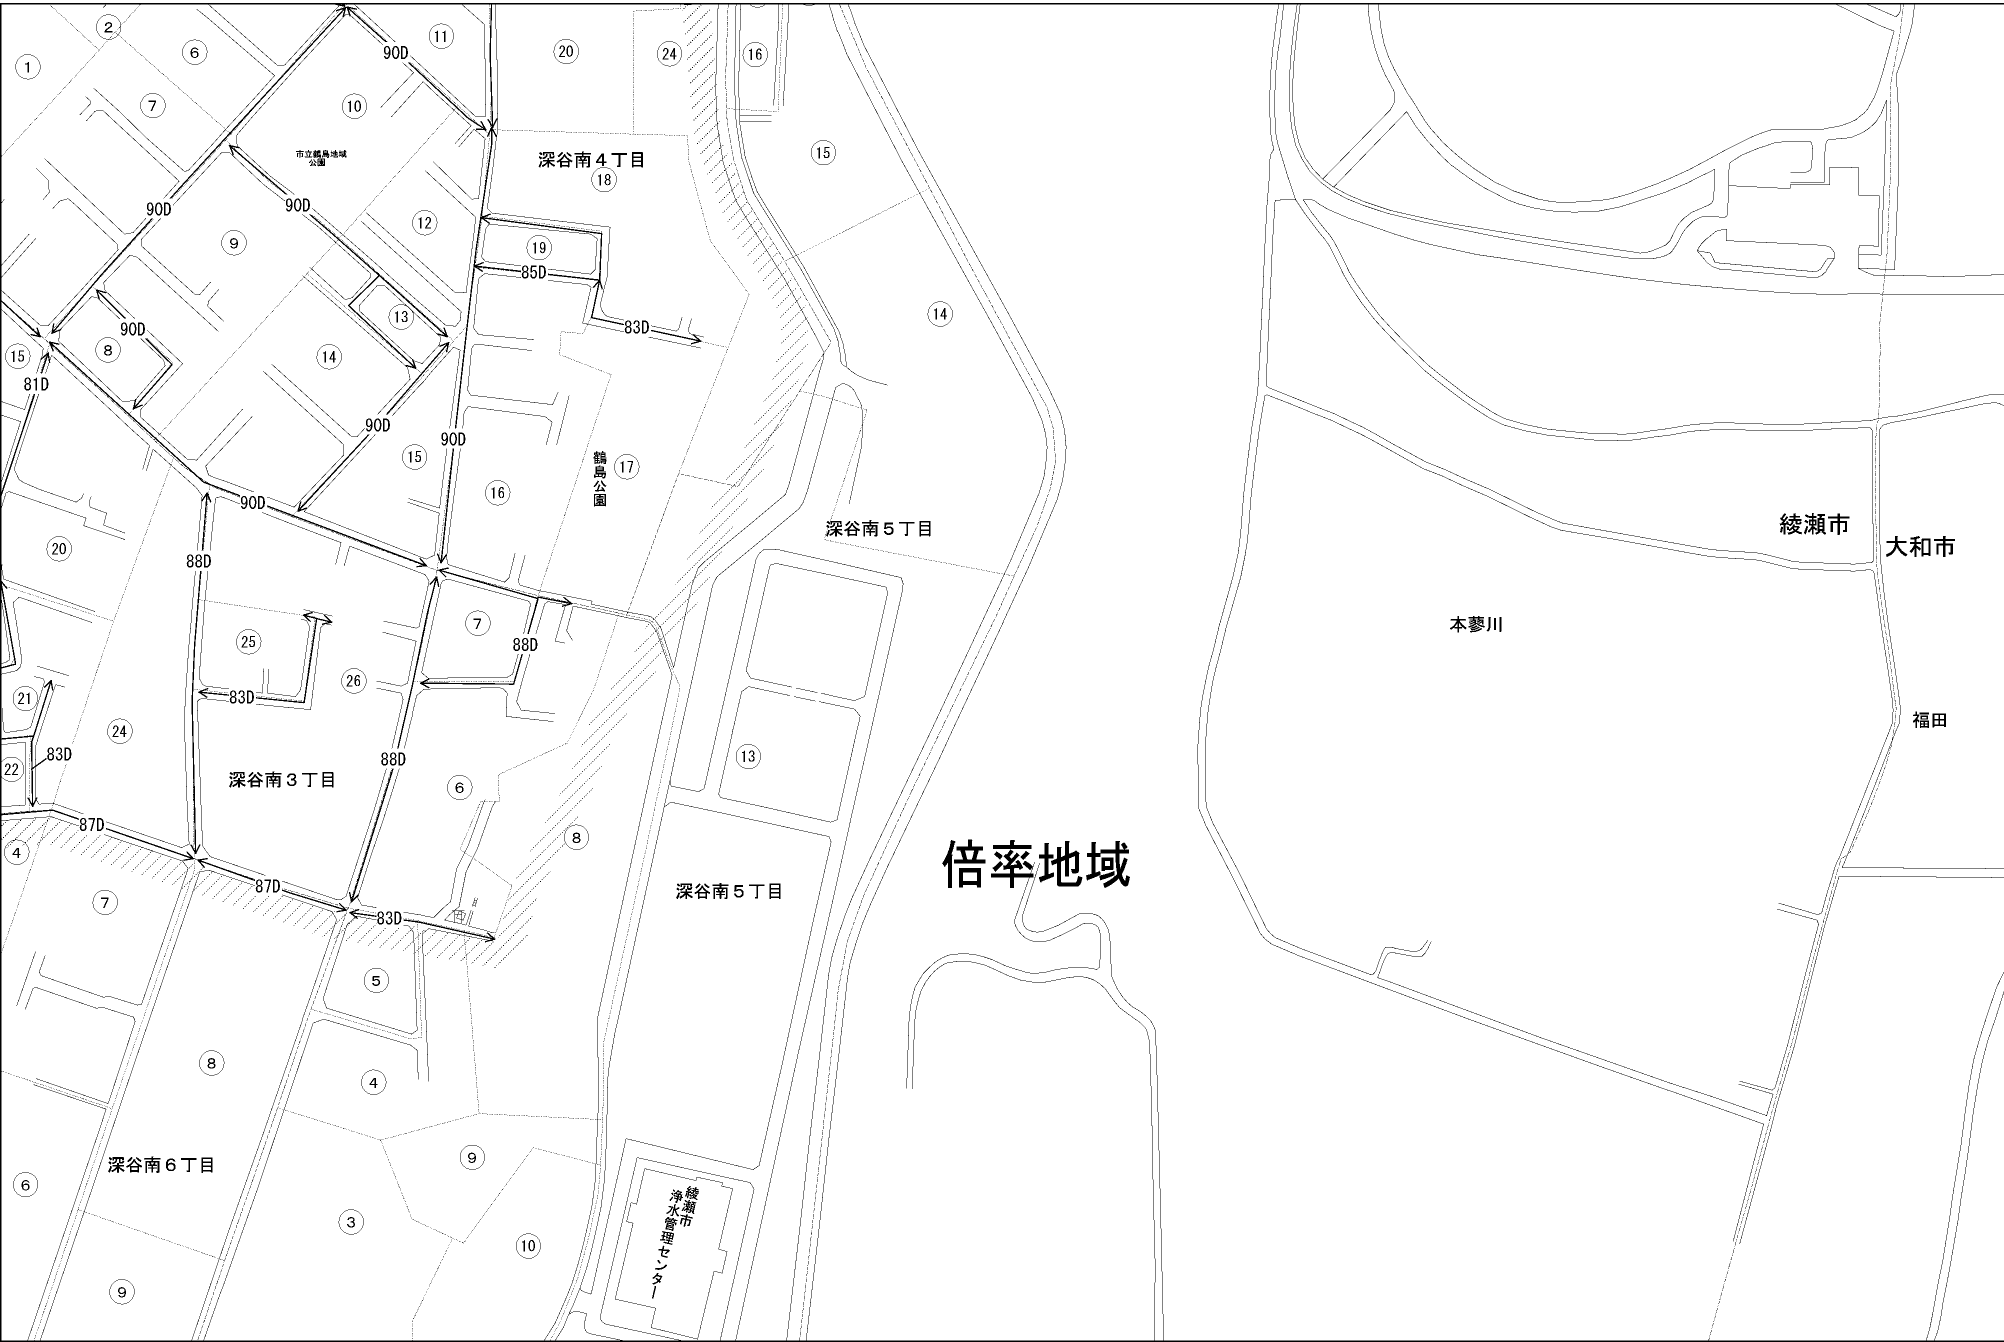 ②
⑥
①
⑦
90D
⑪
⑳
㉔
⑯
⑩
市立鶴島地域
公園
深谷南４丁目
⑱
⑮
90D
90D
⑨
⑫
⑲
85D
⑭
⑬
83D
90D
⑧
⑮
81D
⑭
90D
90D
⑮
鶴島公園
⑰
⑯
90D
深谷南５丁目
綾瀬市
大和市
⑳
88D
⑦
88D
本蓼川
㉕
㉖
83D
㉑
福田
㉔
83D
㉒
88D
⑬
深谷南３丁目
⑥
87D
④
⑧
倍率地域
87D
深谷南５丁目
⑦
83D
⑤
⑧
④
深谷南６丁目
⑨
⑥
③
⑩
綾瀬市
浄水管理センター
⑨